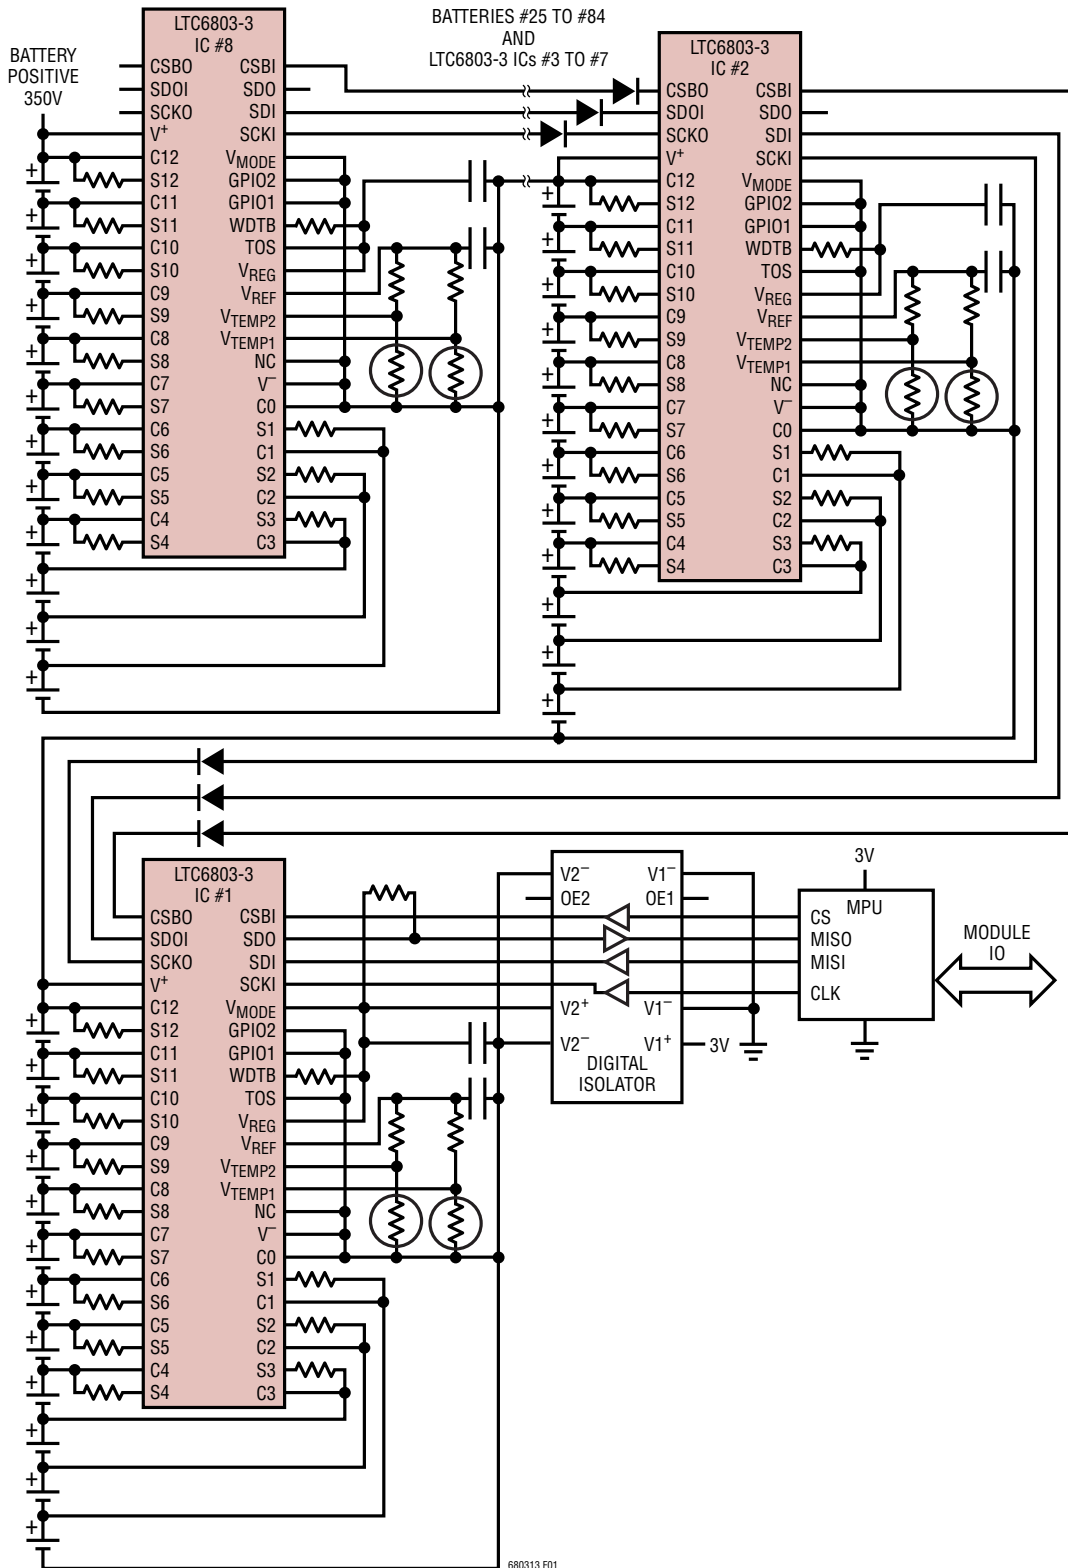 BATTERIES #25 TO #84
AND
LTC6803-3 ICs #3 TO #7
BATTERY
POSITIVE
350V
LTC6803-3
IC #8
CSBO CSBI
SDOI SDO
SCKO SDI
V+ SCKI
C12 VMODE
S12 GPIO2
C11 GPIO1
S11 WDTB
C10 TOS
S10 VREG
C9 VREF
S9 VTEMP2
C8 VTEMP1
S8 NC
C7 V−
S7 C0
C6 S1
S6 C1
C5 S2
S5 C2
C4 S3
S4 C3
+
+
+
+
+
+
+
+
+
+
+
+
LTC6803-3
IC #2
CSBO CSBI
SDOI SDO
SCKO SDI
V+ SCKI
C12 VMODE
S12 GPIO2
C11 GPIO1
S11 WDTB
C10 TOS
S10 VREG
C9 VREF
S9 VTEMP2
C8 VTEMP1
S8 NC
C7 V−
S7 C0
C6 S1
S6 C1
C5 S2
S5 C2
C4 S3
S4 C3
+
+
+
+
+
+
+
+
+
+
+
+
LTC6803-3
IC #1
CSBO CSBI
SDOI SDO
SCKO SDI
V+ SCKI
C12 VMODE
S12 GPIO2
C11 GPIO1
S11 WDTB
C10 TOS
S10 VREG
C9 VREF
S9 VTEMP2
C8 VTEMP1
S8 NC
C7 V−
S7 C0
C6 S1
S6 C1
C5 S2
S5 C2
C4 S3
S4 C3
+
+
+
+
+
+
+
+
+
+
+
+
V2− V1−
OE2 OE1
V2+ V1−
V2− V1+
DIGITAL
ISOLATOR
3V
3V
MPU
CS
MISO
MISI
CLK
MODULE
IO
680313 F01